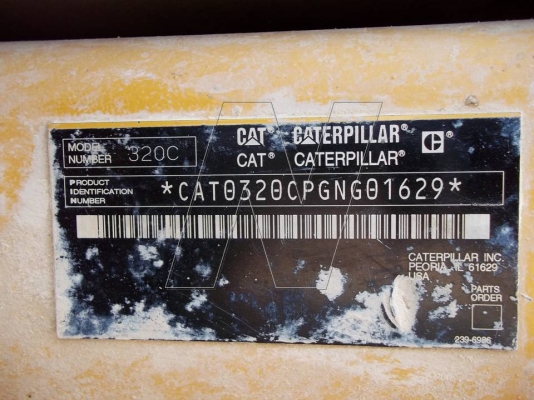 MODEL NUMBER 320C
CAT CATERPILLAR®
CAT® CATERPILLAR®
PRODUCT IDENTIFICATION NUMBER
*CAT0320CPGNG01629*
CATERPILLAR INC.
PEORIA IL 61629
USA
PARTS ORDER
239-6986